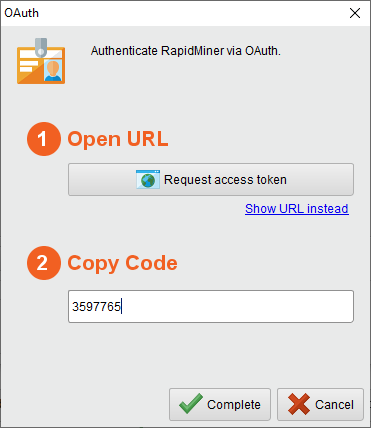 OAuth
Authenticate RapidMiner via OAuth.
1 Open URL
Request access token
Show URL instead
2 Copy Code
3597765
Complete Cancel